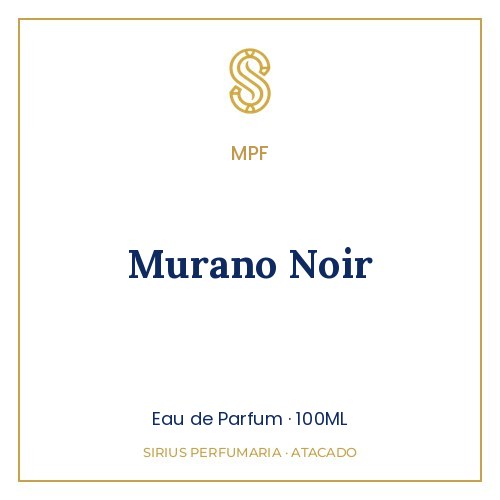 MPF
Murano Noir
Eau de Parfum · 100ML
SIRIUS PERFUMARIA · ATACADO